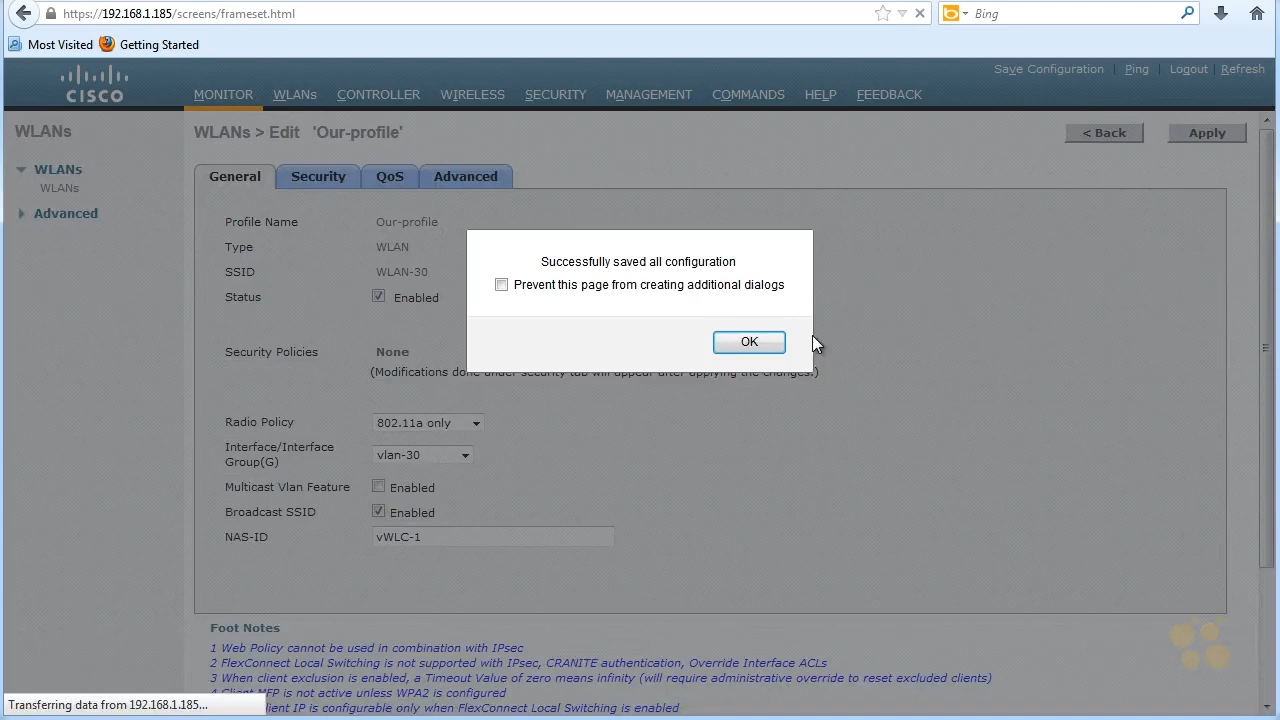 https://192.168.1.185/screens/frameset.html
Bing
Most Visited Getting Started
Save Configuration Ping Logout Refresh
CISCO
MONITOR WLANs CONTROLLER WIRELESS SECURITY MANAGEMENT COMMANDS HELP FEEDBACK
WLANs
WLANs > Edit 'Our-profile'
< Back
Apply
WLANs
WLANs
Advanced
General Security QoS Advanced
Profile Name Our-profile
Type WLAN
SSID WLAN-30
Status Enabled
Successfully saved all configuration
Prevent this page from creating additional dialogs
OK
Security Policies None
(Modifications done under security tab will appear after applying the changes.)
Radio Policy 802.11a only
Interface/Interface
Group(G) vlan-30
Multicast Vlan Feature Enabled
Broadcast SSID Enabled
NAS-ID vWLC-1
Foot Notes
1 Web Policy cannot be used in combination with IPsec
2 FlexConnect Local Switching is not supported with IPsec, CRANITE authentication, Override Interface ACLs
3 When client exclusion is enabled, a Timeout Value of zero means infinity (will require administrative override to reset excluded clients)
4 Client MFP is not active unless WPA2 is configured
Transferring data from 192.168.1.185...
lient IP is configurable only when FlexConnect Local Switching is enabled